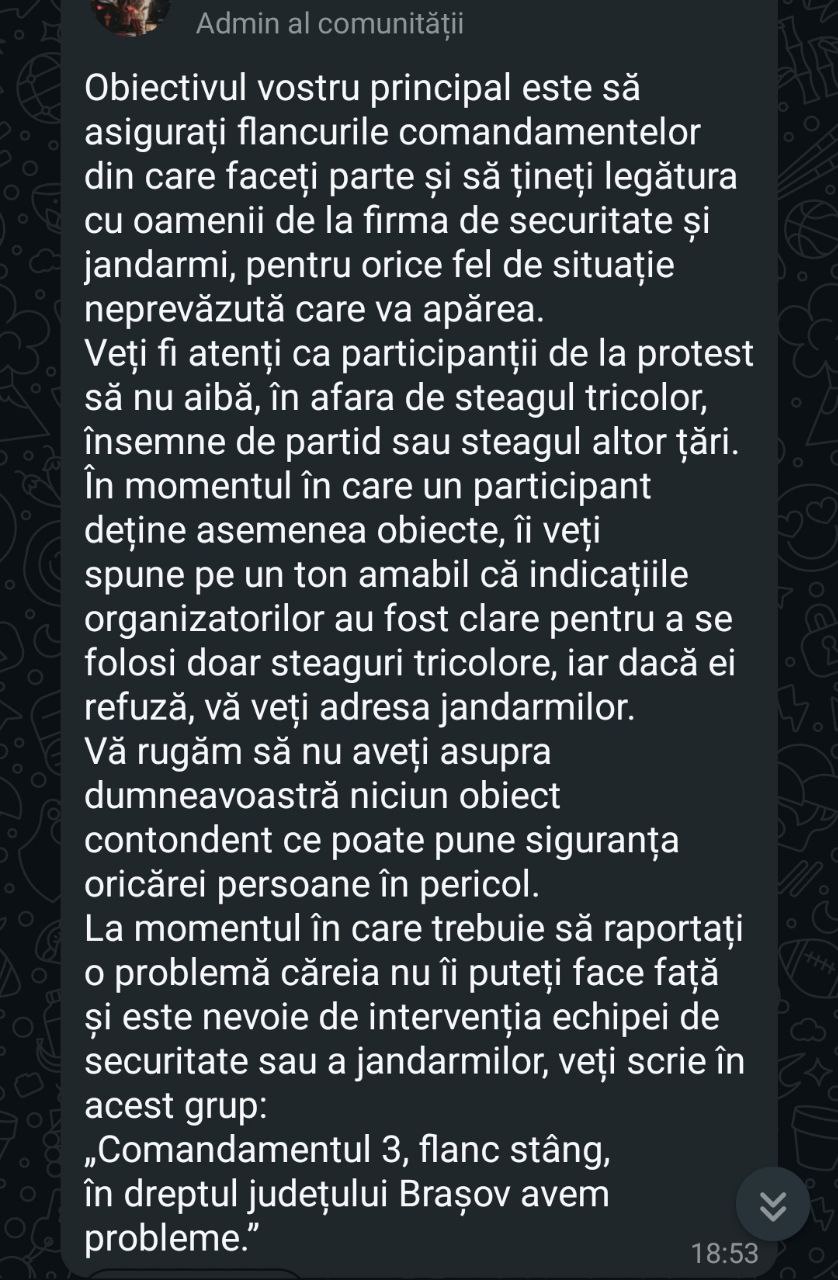 Admin al comunității
Obiectivul vostru principal este să
asigurați flancurile comandamentelor
din care faceți parte și să țineți legătura
cu oamenii de la firma de securitate și
jandarmi, pentru orice fel de situație
neprevăzută care va apărea.
Veți fi atenți ca participanții de la protest
să nu aibă, în afara de steagul tricolor,
însemne de partid sau steagul altor țări.
În momentul în care un participant
deține asemenea obiecte, îi veți
spune pe un ton amabil că indicațiile
organizatorilor au fost clare pentru a se
folosi doar steaguri tricolore, iar dacă ei
refuză, vă veți adresa jandarmilor.
Vă rugăm să nu aveți asupra
dumneavoastră niciun obiect
contondent ce poate pune siguranța
oricărei persoane în pericol.
La momentul în care trebuie să raportați
o problemă căreia nu îi puteți face față
și este nevoie de intervenția echipei de
securitate sau a jandarmilor, veți scrie în
acest grup:
„Comandamentul 3, flanc stâng,
în dreptul județului Brașov avem
probleme.”
18:53